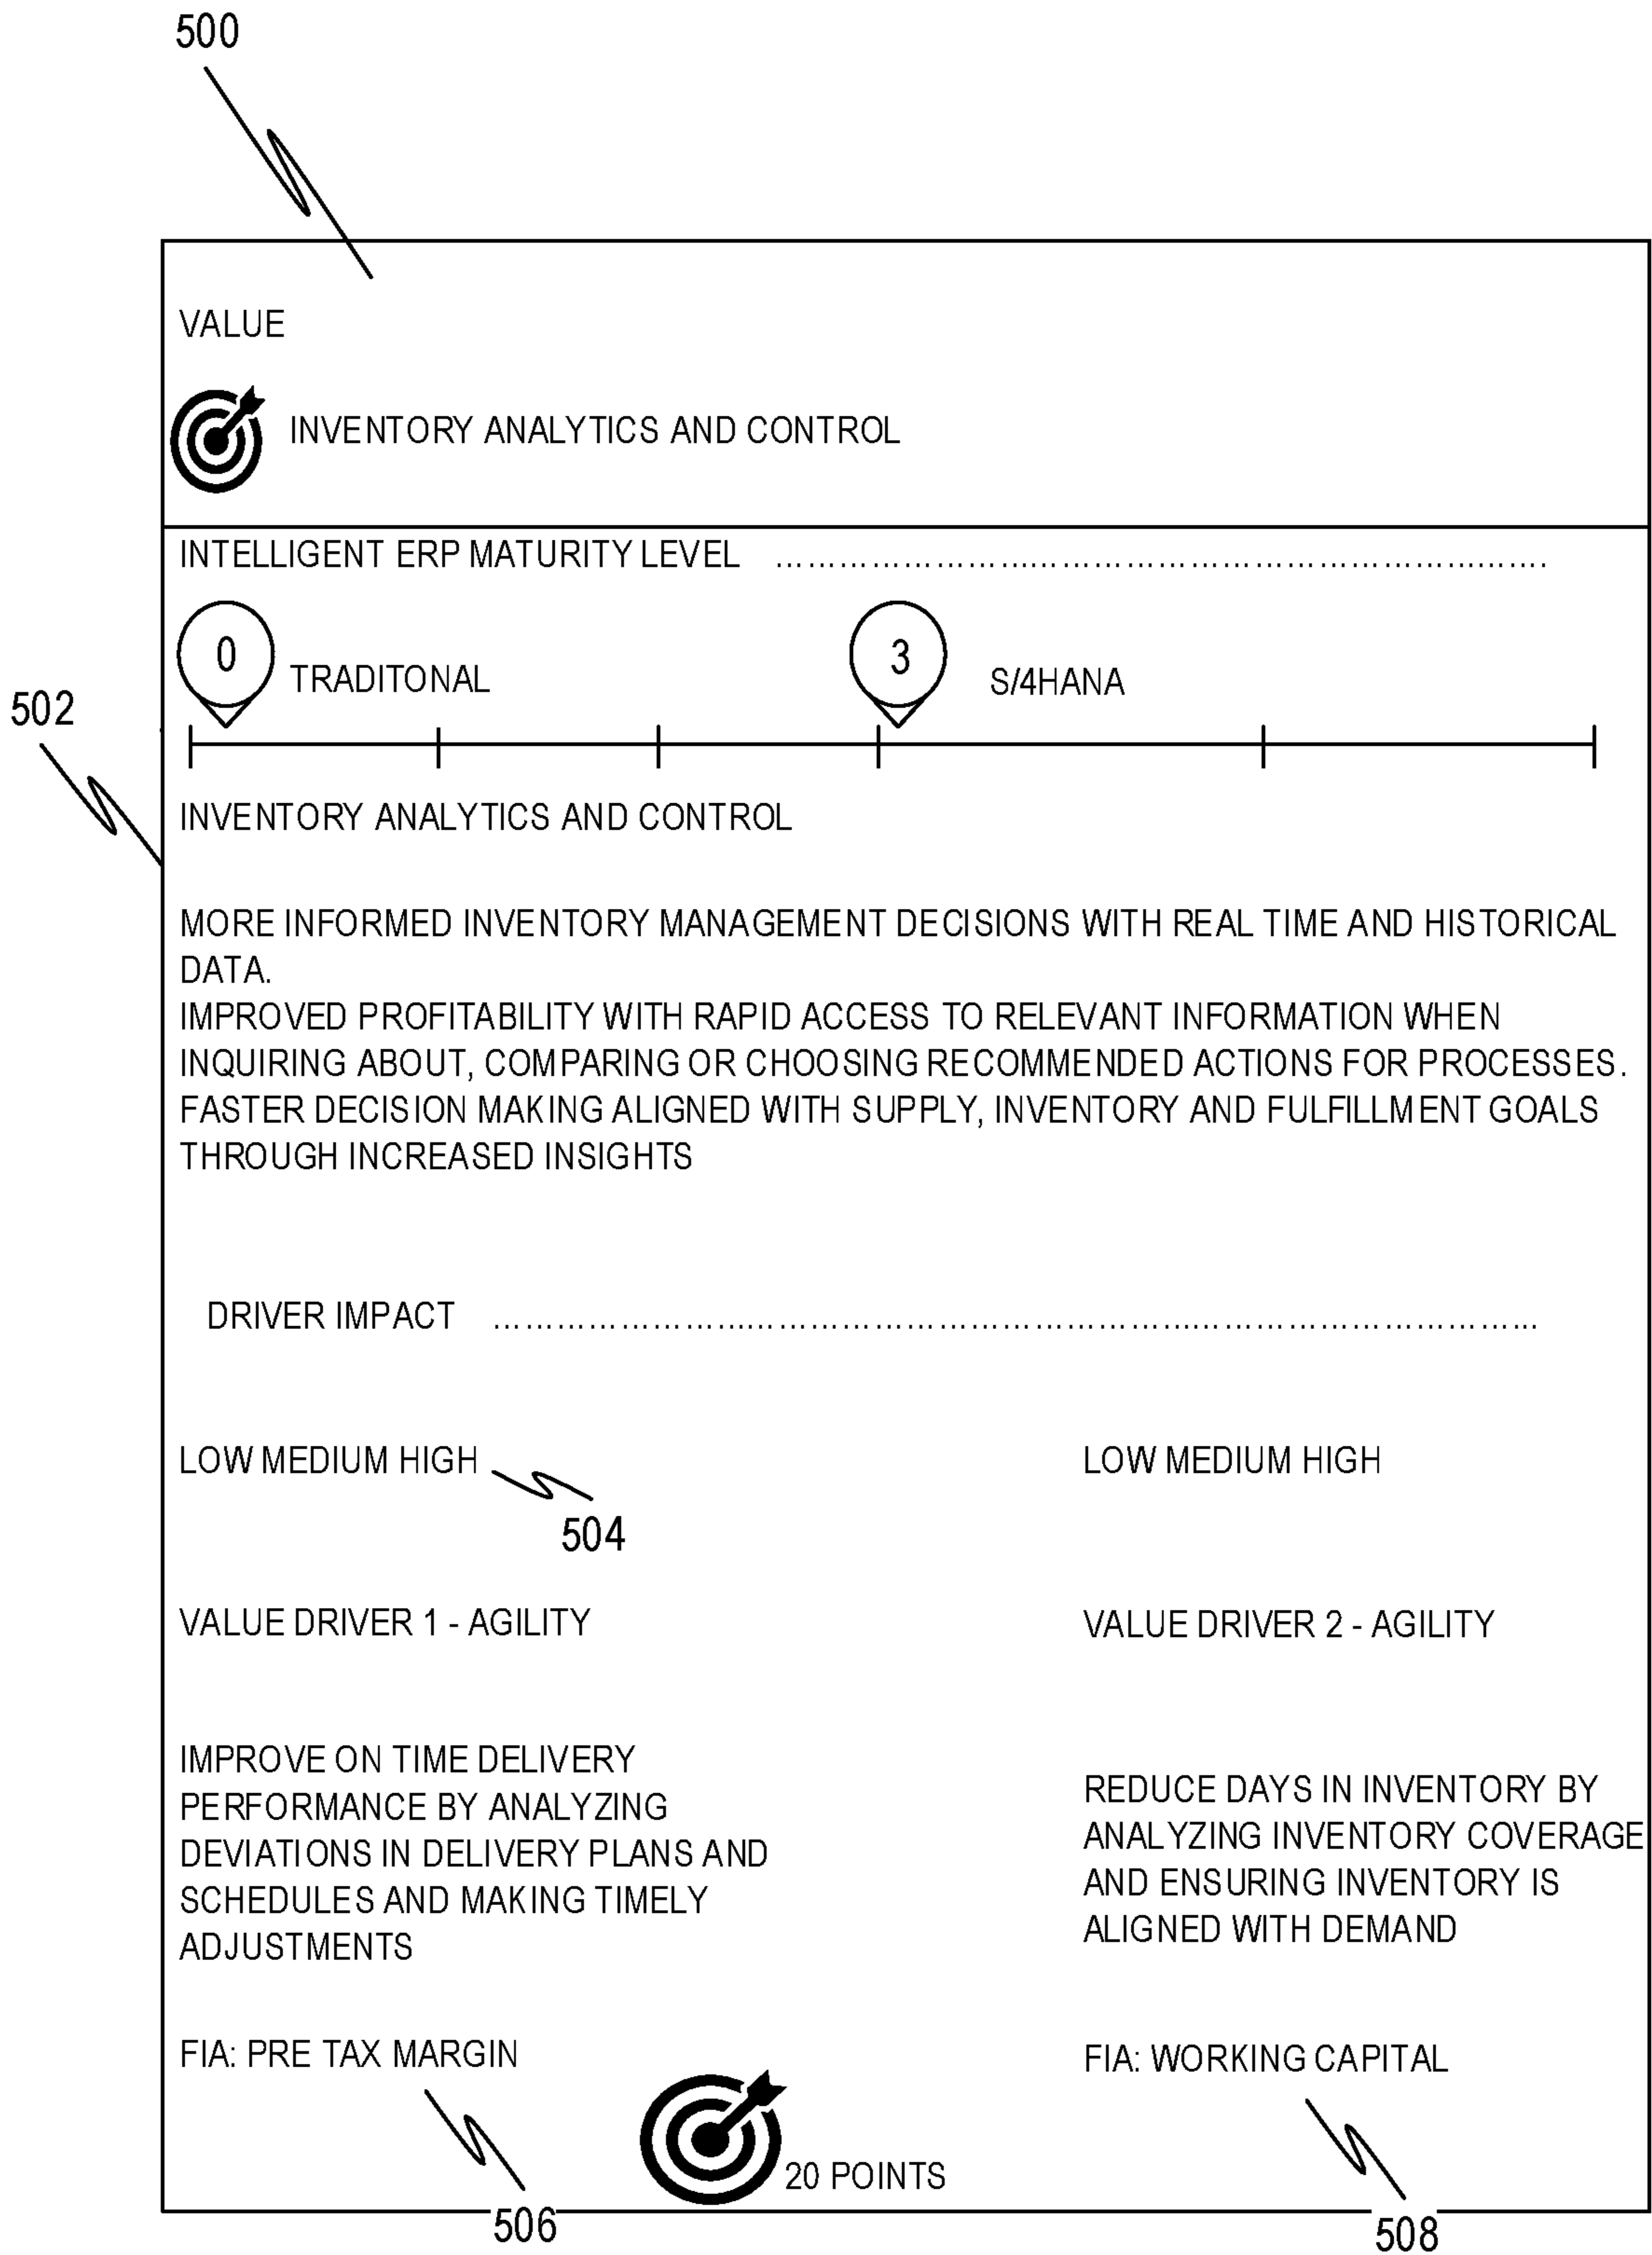 500
VALUE
INVENTORY ANALYTICS AND CONTROL
INTELLIGENT ERP MATURITY LEVEL ................................................................
0
TRADITONAL
3
S/4HANA
502
INVENTORY ANALYTICS AND CONTROL
MORE INFORMED INVENTORY MANAGEMENT DECISIONS WITH REAL TIME AND HISTORICAL
DATA.
IMPROVED PROFITABILITY WITH RAPID ACCESS TO RELEVANT INFORMATION WHEN
INQUIRING ABOUT, COMPARING OR CHOOSING RECOMMENDED ACTIONS FOR PROCESSES.
FASTER DECISION MAKING ALIGNED WITH SUPPLY, INVENTORY AND FULFILLMENT GOALS
THROUGH INCREASED INSIGHTS
DRIVER IMPACT ................................................................
LOW MEDIUM HIGH
504
VALUE DRIVER 1 - AGILITY
IMPROVE ON TIME DELIVERY
PERFORMANCE BY ANALYZING
DEVIATIONS IN DELIVERY PLANS AND
SCHEDULES AND MAKING TIMELY
ADJUSTMENTS
FIA: PRE TAX MARGIN
506
LOW MEDIUM HIGH
VALUE DRIVER 2 - AGILITY
REDUCE DAYS IN INVENTORY BY
ANALYZING INVENTORY COVERAGE
AND ENSURING INVENTORY IS
ALIGNED WITH DEMAND
FIA: WORKING CAPITAL
508
20 POINTS